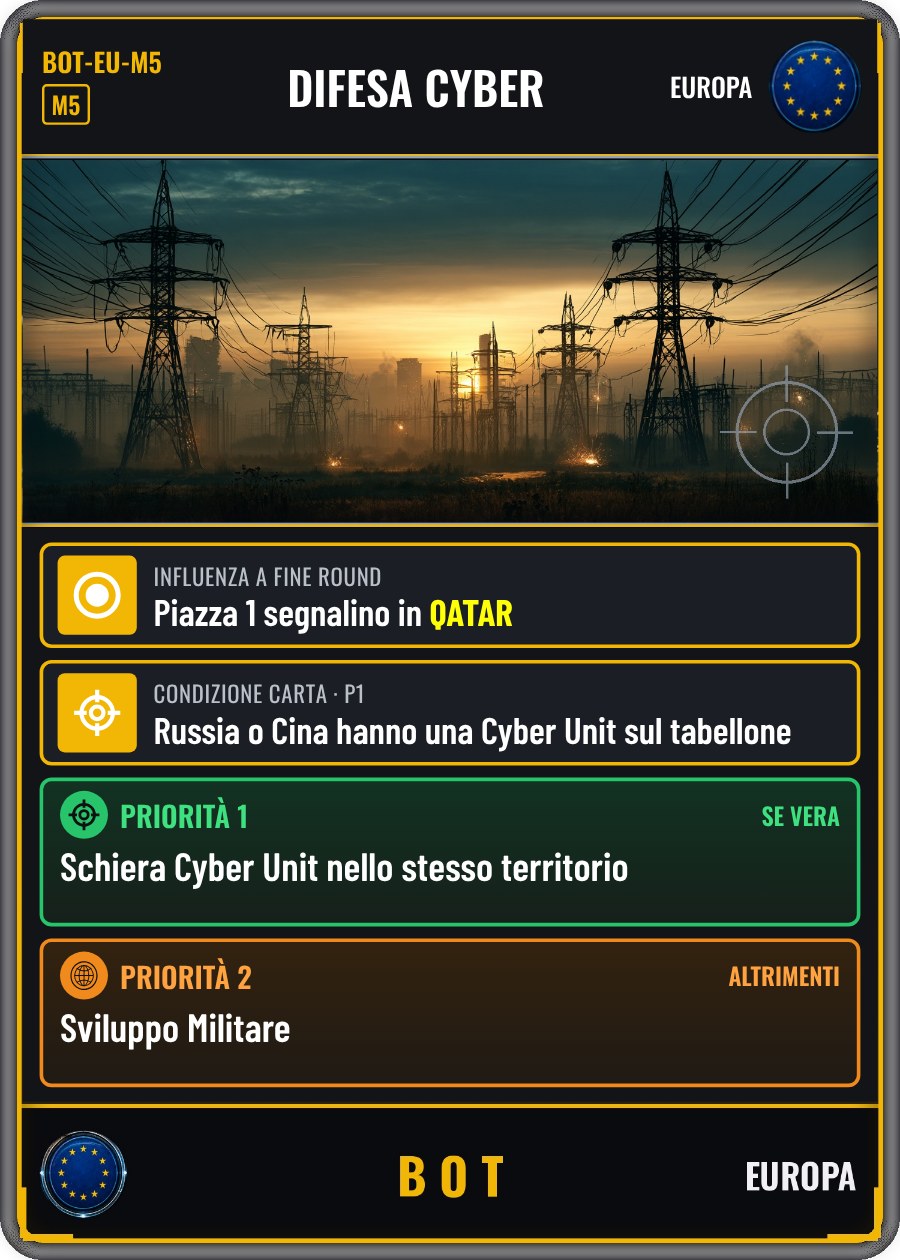 BOT-EU-M5
M5
DIFESA CYBER
EUROPA
INFLUENZA A FINE ROUND
Piazza 1 segnalino in QATAR
CONDIZIONE CARTA · P1
Russia o Cina hanno una Cyber Unit sul tabellone
PRIORITÀ 1
SE VERA
Schiera Cyber Unit nello stesso territorio
PRIORITÀ 2
ALTRIMENTI
Sviluppo Militare
BOT
EUROPA